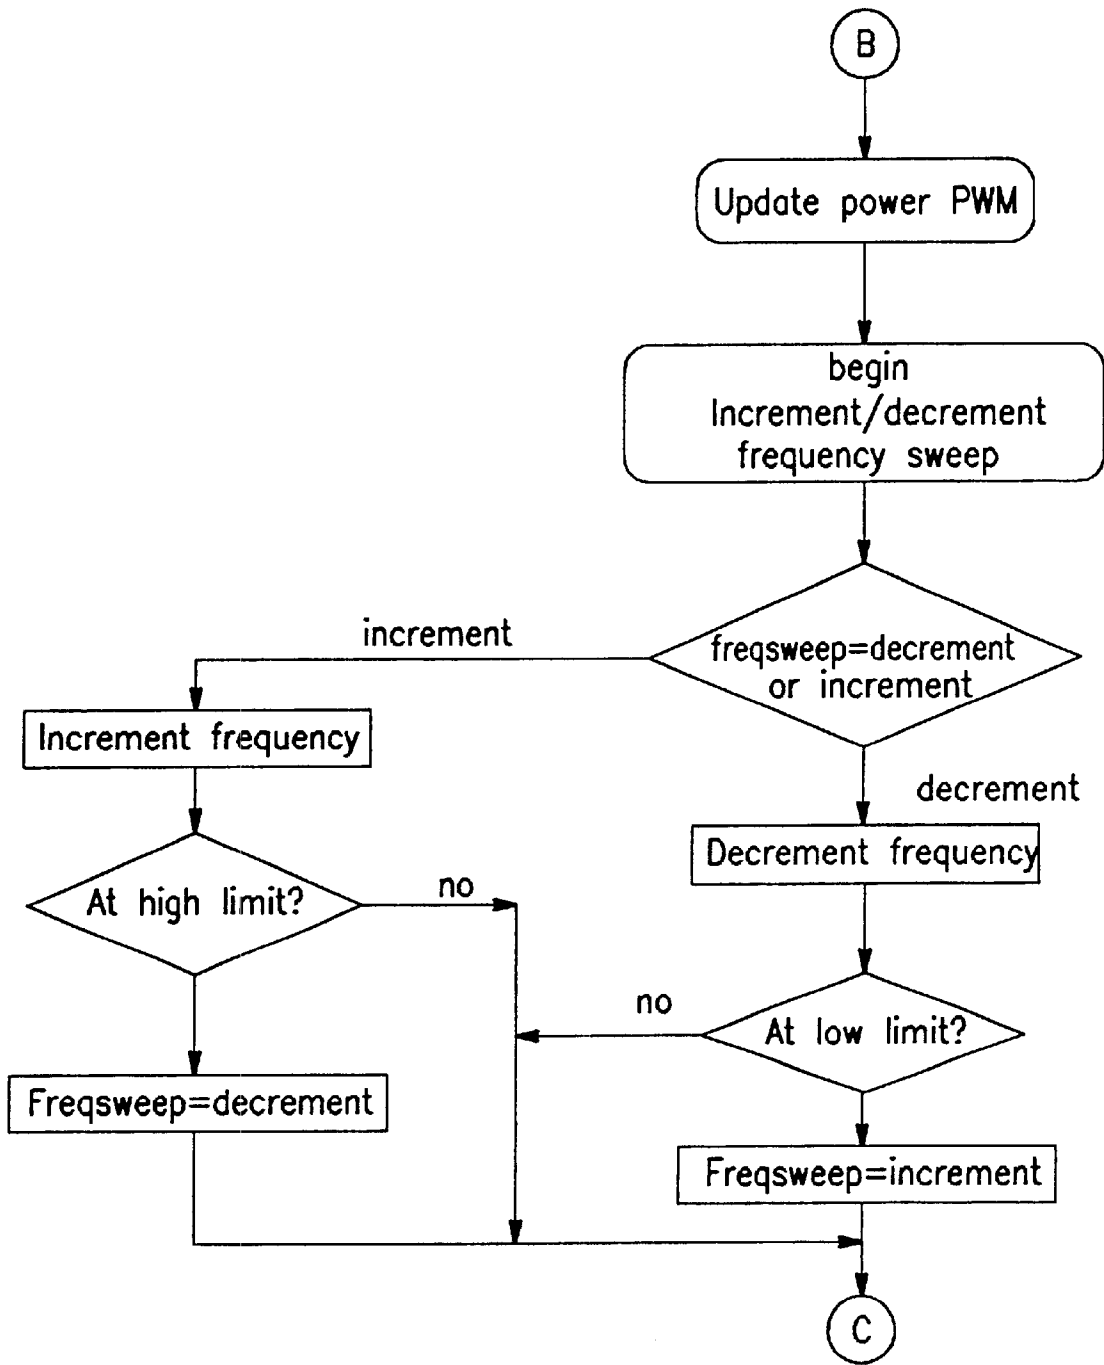 B
Update power PWM
begin
Increment/decrement
frequency sweep
freqsweep=decrement
or increment
increment
Increment frequency
decrement
Decrement frequency
At high limit?
no
At low limit?
no
Freqsweep=decrement
Freqsweep=increment
C